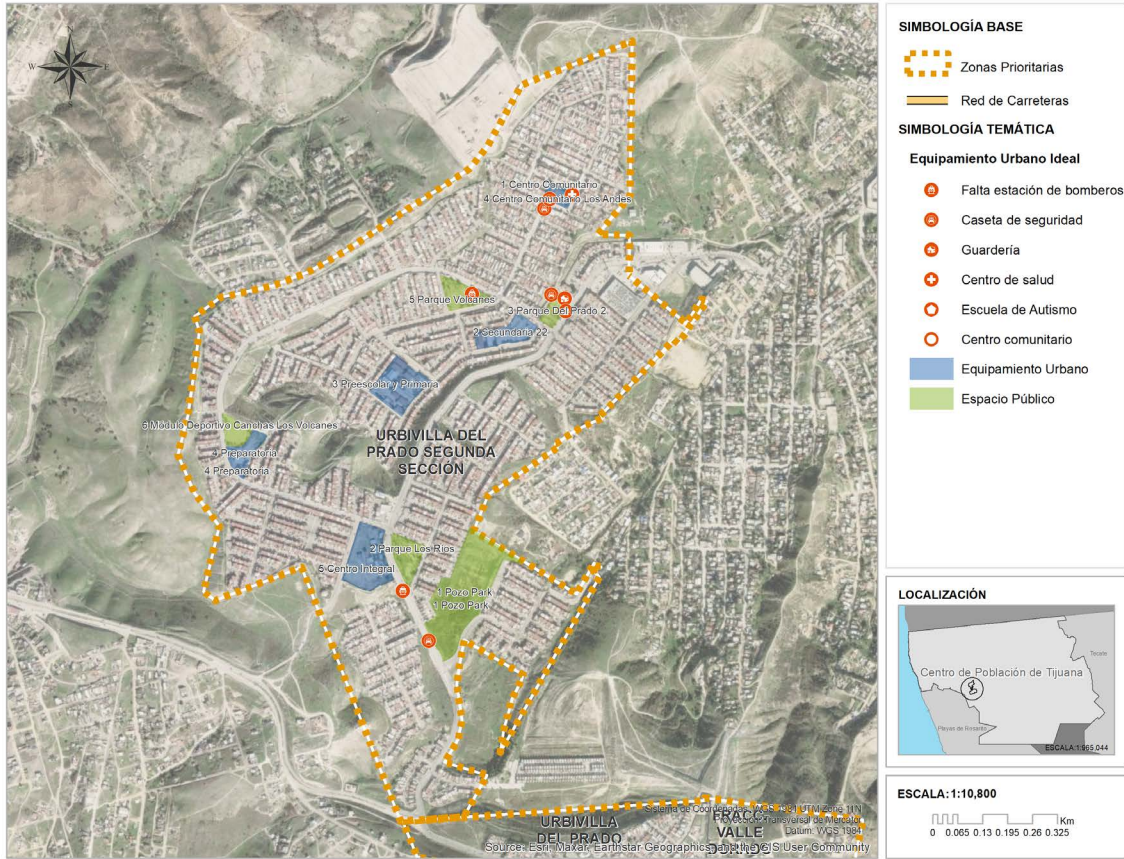 N
W
E
S
1 Centro Comunitario
4 Centro Comunitario Los Andes
5 Parque Volcanes
3 Parque Del Prado 2
2 Secundaria 22
3 Preescolar y Primaria
5 Módulo Deportivo Canchas Los Volcanes
4 Preparatoria
4 Preparatoria
URBIVILLA DEL
PRADO SEGUNDA
SECCIÓN
2 Parque Los Rios
5 Centro Integral
1 Pozo Park
1 Pozo Park
URBIVILLA
DEL PRADO
FRACC
VALLE
DORADO
Sistema de Coordenadas: WGS 1984 UTM Zone 11N
Proyección: Transversal de Mercator
Datum: WGS 1984
Source: Esri, Maxar, Earthstar Geographics, and the GIS User Community
SIMBOLOGÍA BASE
Zonas Prioritarias
Red de Carreteras
SIMBOLOGÍA TEMÁTICA
Equipamiento Urbano Ideal
Falta estación de bomberos
Caseta de seguridad
Guardería
Centro de salud
Escuela de Autismo
Centro comunitario
Equipamiento Urbano
Espacio Público
LOCALIZACIÓN
Tecate
Centro de Población de Tijuana
Playas de Rosarito
ESCALA:1:965,044
ESCALA: 1:10,800
Km
0 0.065 0.13 0.195 0.26 0.325